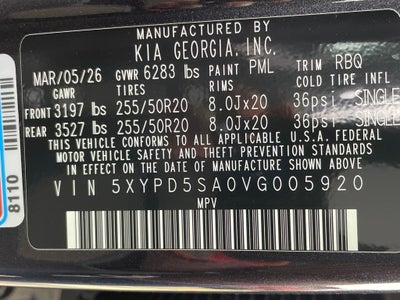 MANUFACTURED BY
KIA GEORGIA, INC.
MAR/05/26 GVWR 6283 lbs PAINT PML TRIM RBQ
GAWR TIRES RIMS COLD TIRE INFL
FRONT 3197 lbs 255/50R20 8.0Jx20 36psi SINGLE
REAR 3527 lbs 255/50R20 8.0Jx20 36psi SINGLE
THIS VEHICLE CONFORMS TO ALL APPLICABLE U.S.A. FEDERAL
MOTOR VEHICLE SAFETY, BUMPER, AND THEFT PREVENTION STANDARDS
IN EFFECT ON THE DATE OF MANUFACTURE SHOWN ABOVE.
VIN 5XYPD5SA0VG005920
MPV
8110